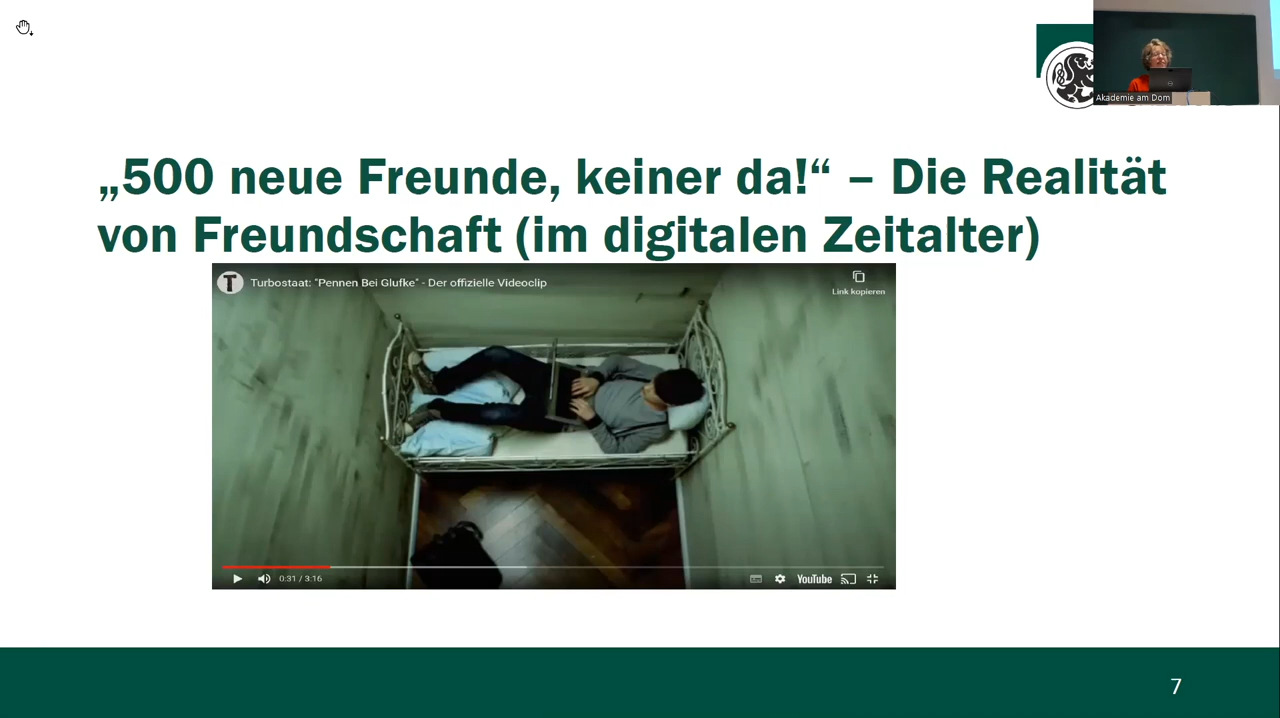 Akademie am Dom
„500 neue Freunde, keiner da!“ – Die Realität
von Freundschaft (im digitalen Zeitalter)
T
Turbostaat: "Pennen Bei Glufke" - Der offizielle Videoclip
Link kopieren
0:31 / 3:16
YouTube
7